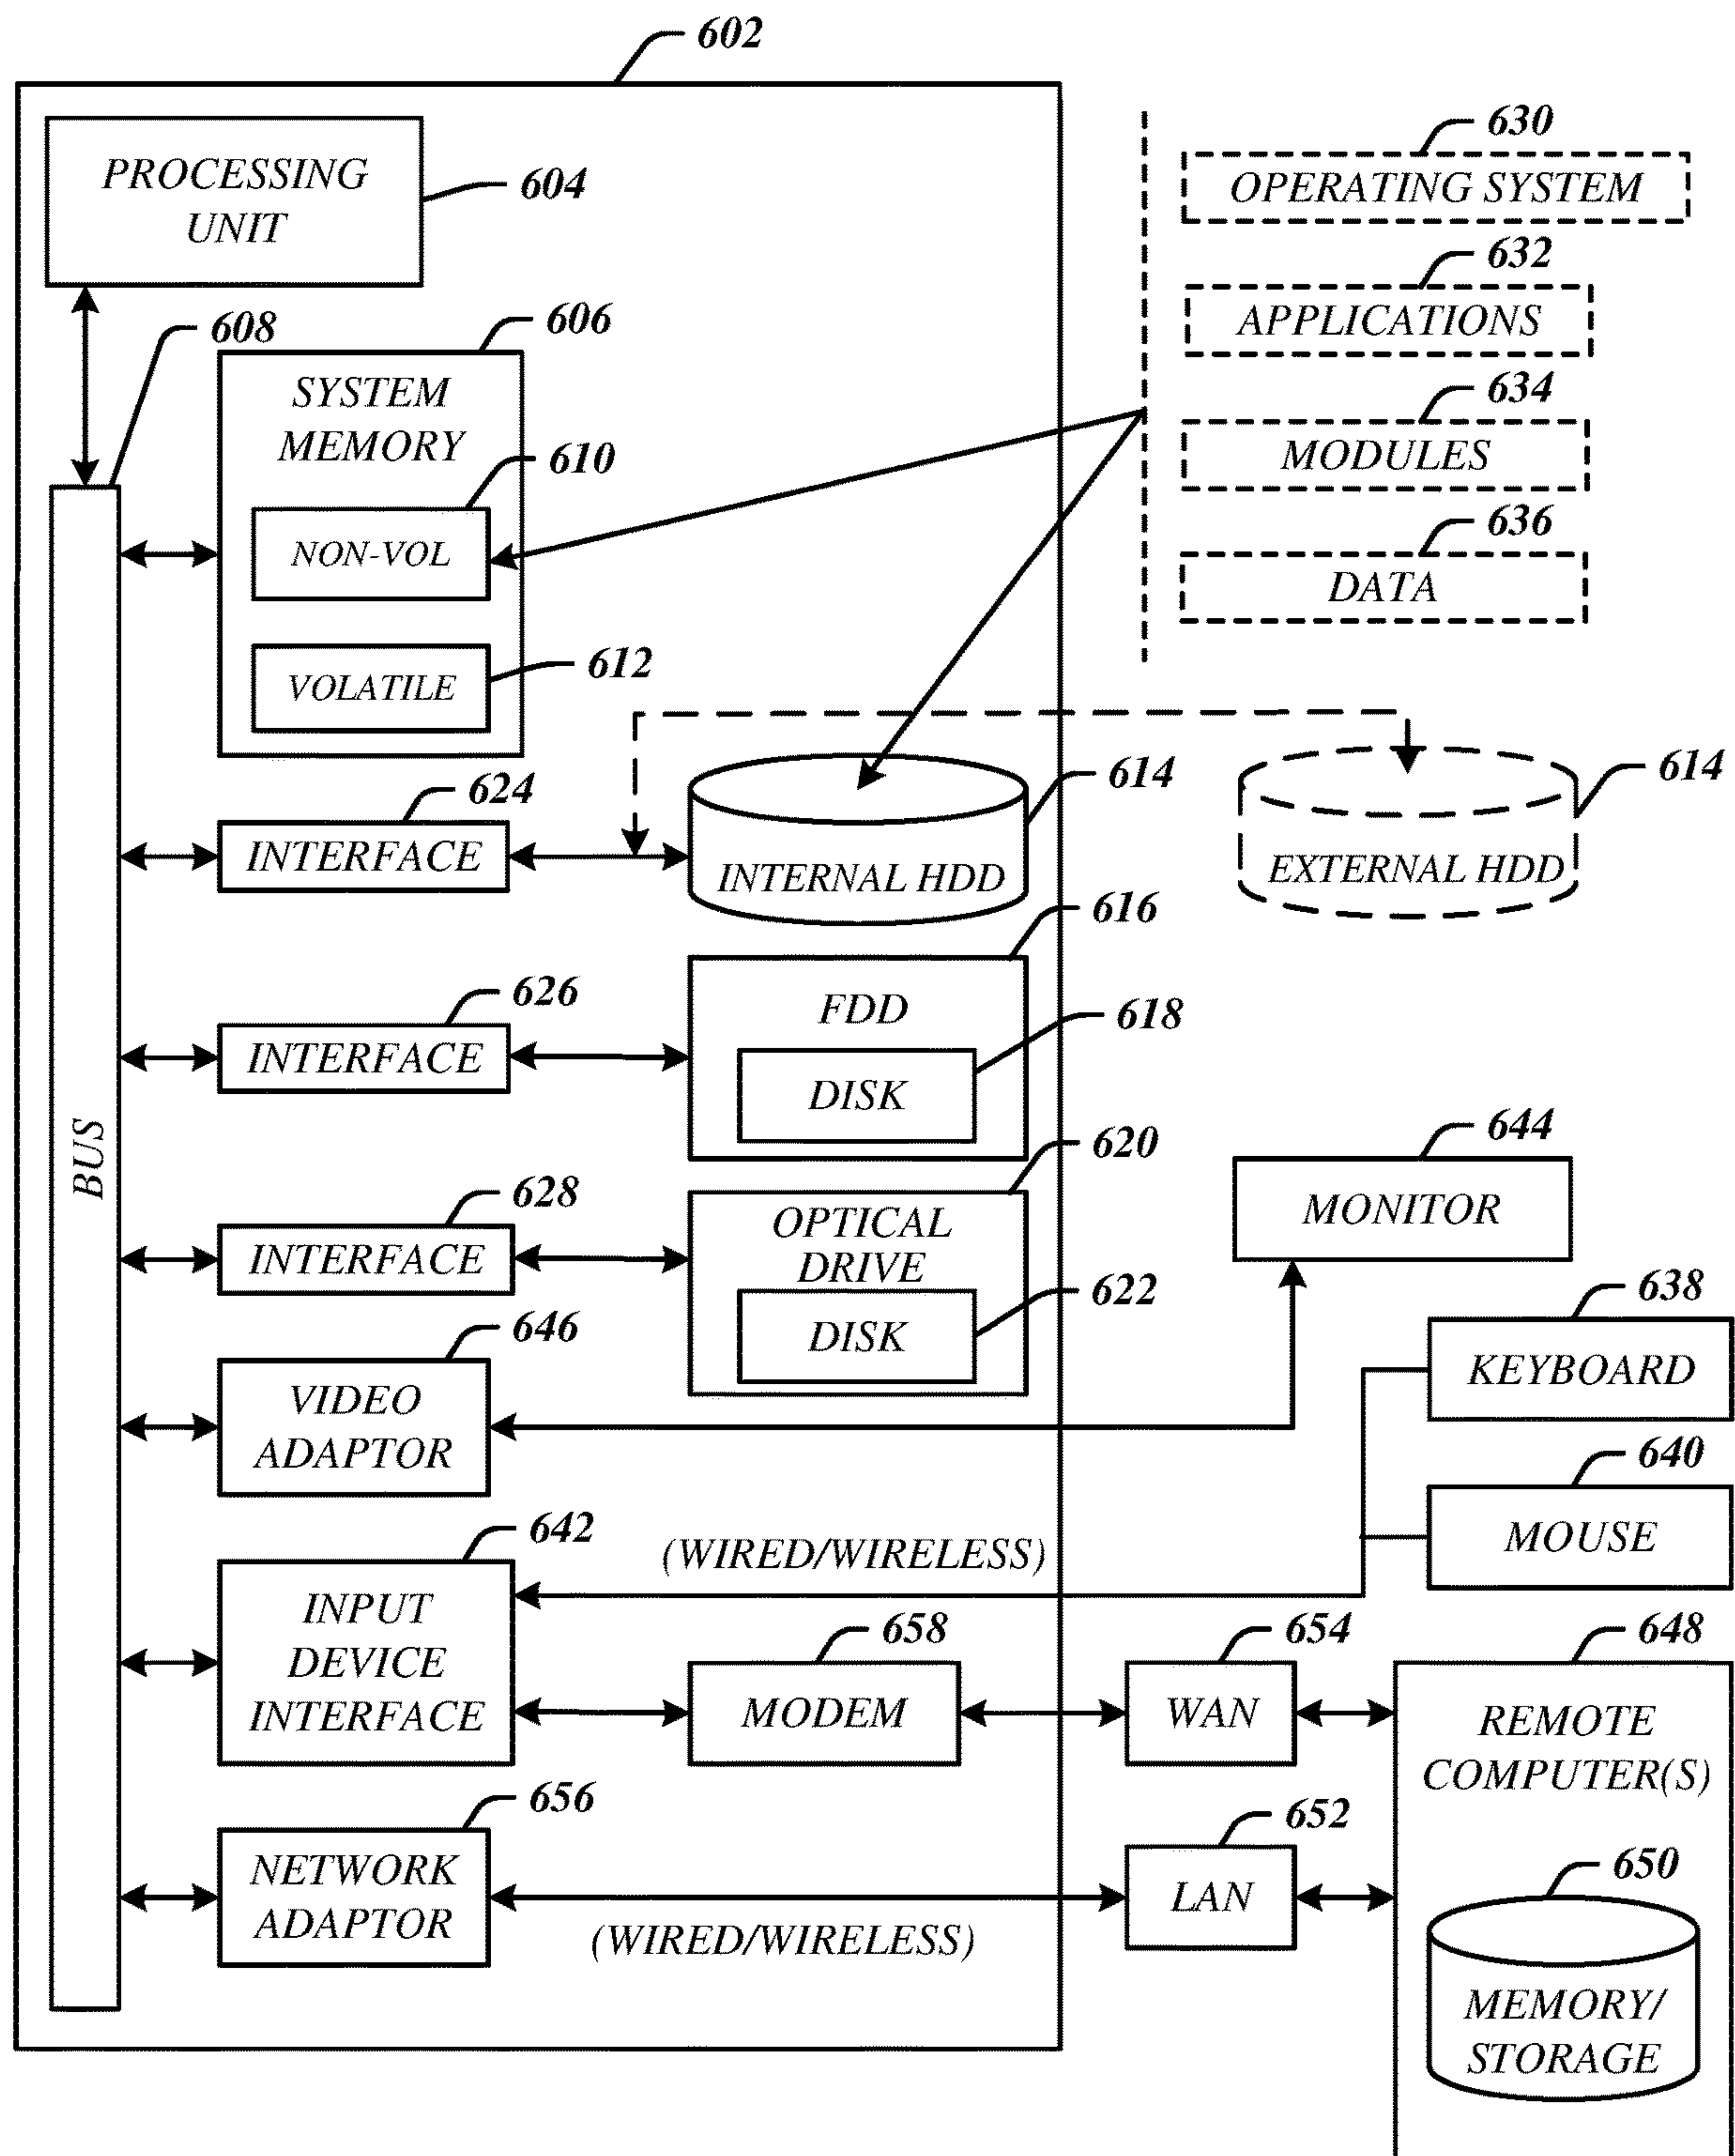 602
PROCESSING
UNIT
604
630
OPERATING SYSTEM
632
APPLICATIONS
634
MODULES
636
DATA
608
606
SYSTEM
MEMORY
610
NON-VOL
612
VOLATILE
624
INTERFACE
614
INTERNAL HDD
614
EXTERNAL HDD
616
FDD
618
DISK
626
INTERFACE
BUS
620
OPTICAL
DRIVE
622
DISK
628
INTERFACE
644
MONITOR
646
VIDEO
ADAPTOR
638
KEYBOARD
640
MOUSE
642
INPUT
DEVICE
INTERFACE
(WIRED/WIRELESS)
658
MODEM
654
WAN
648
REMOTE
COMPUTER(S)
656
NETWORK
ADAPTOR
(WIRED/WIRELESS)
652
LAN
650
MEMORY/
STORAGE